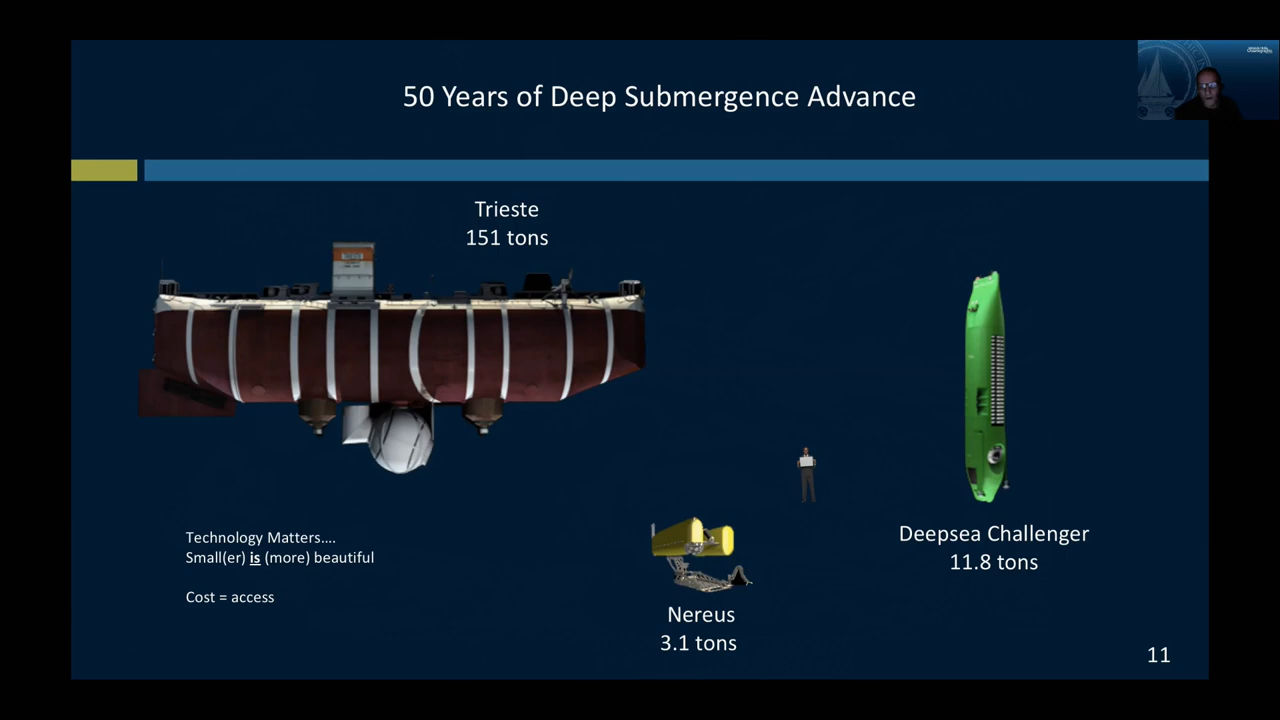 50 Years of Deep Submergence Advance
Trieste
151 tons
Technology Matters....
Small(er) is (more) beautiful
Cost = access
Nereus
3.1 tons
Deepsea Challenger
11.8 tons
11